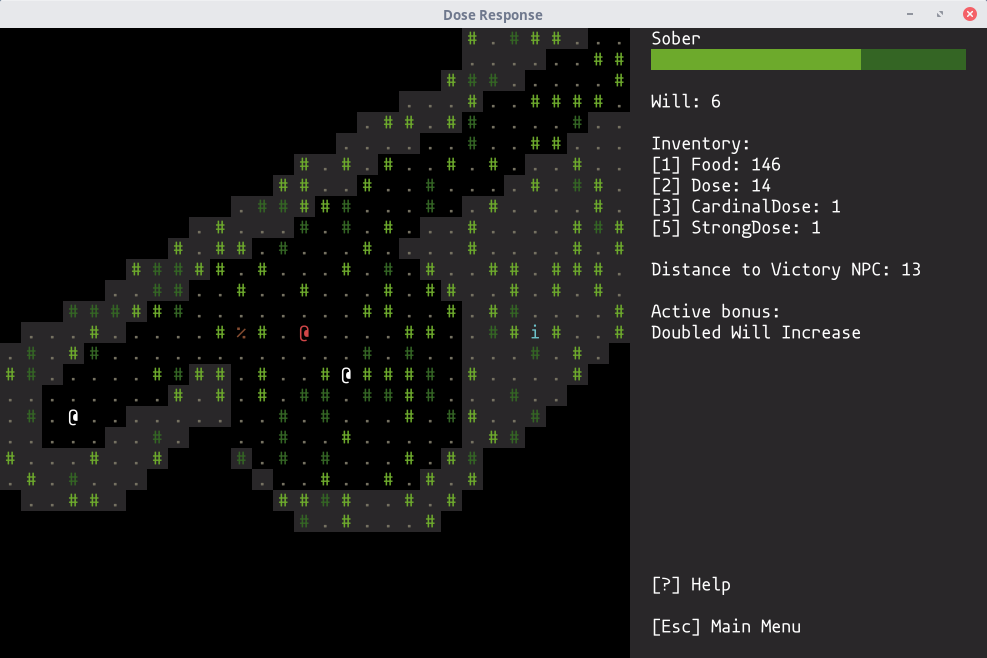 Dose Response
Sober
Will: 6
Inventory:
[1] Food: 146
[2] Dose: 14
[3] CardinalDose: 1
[5] StrongDose: 1
Distance to Victory NPC: 13
Active bonus:
Doubled Will Increase
[?] Help
[Esc] Main Menu